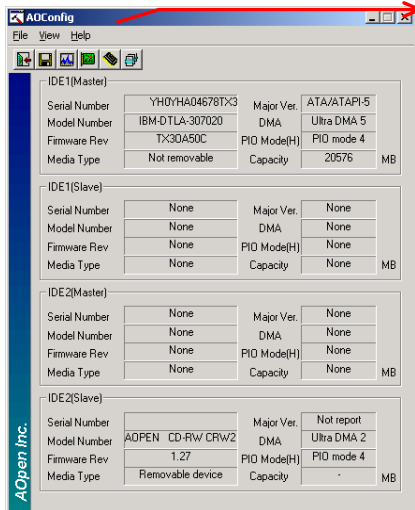 AOConfig
File View Help
IDE1(Master)
Serial Number YH0YHA04678TX3 Major Ver. ATA/ATAPI-5
Model Number IBM-DTLA-307020 DMA Ultra DMA 5
Firmware Rev TX3OA50C PIO Mode(H) PIO mode 4
Media Type Not removable Capacity 20576 MB
IDE1(Slave)
Serial Number None Major Ver. None
Model Number None DMA None
Firmware Rev None PIO Mode(H) None
Media Type None Capacity None MB
IDE2(Master)
Serial Number None Major Ver. None
Model Number None DMA None
Firmware Rev None PIO Mode(H) None
Media Type None Capacity None MB
IDE2(Slave)
Serial Number Major Ver. Not report
Model Number AOPEN CD-RW CRW2 DMA Ultra DMA 2
Firmware Rev 1.27 PIO Mode(H) PIO mode 4
Media Type Removable device Capacity - MB
AOpen Inc.